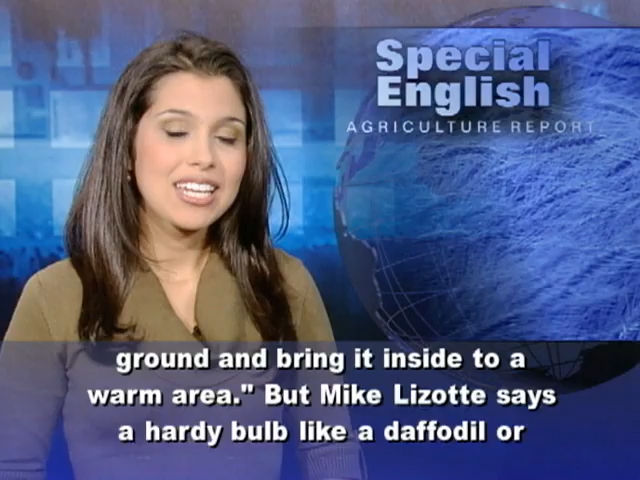 Special
English
AGRICULTURE REPORT
ground and bring it inside to a
warm area." But Mike Lizotte says
a hardy bulb like a daffodil or